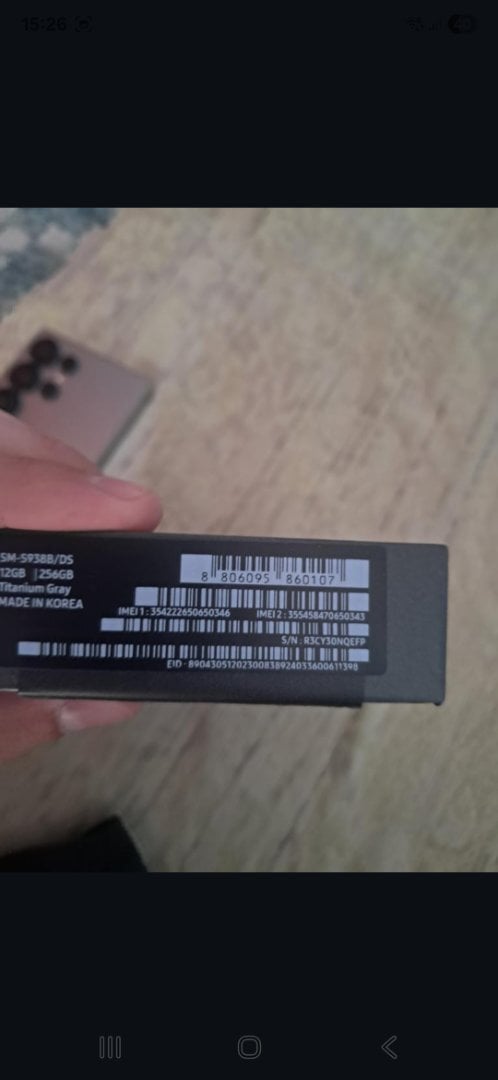 15:26
40
SM-S938B/DS
12GB |256GB
Titanium Gray
MADE IN KOREA
8 806095 860107
IMEI 1 : 354222650650346 IMEI 2 : 355458470650343
S/N : R3CY30NQEFP
EID : 89043051202300838924033600611398